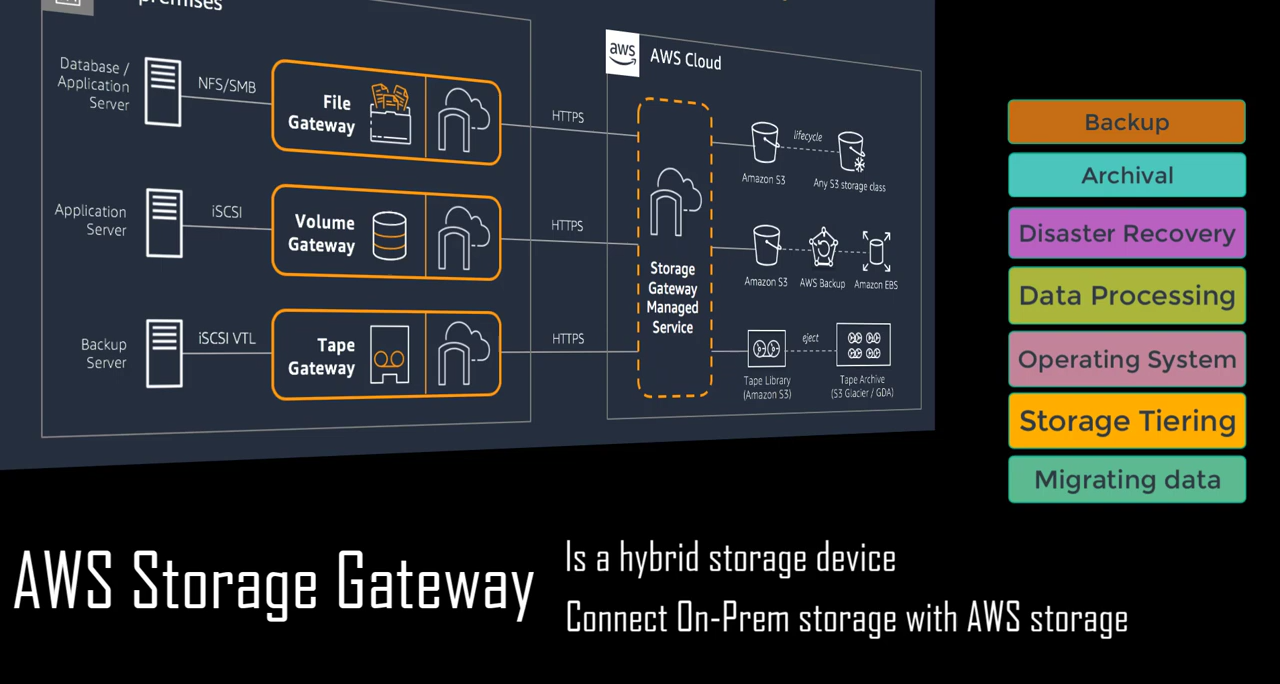 premises
Database /
Application
Server
NFS/SMB
File
Gateway
HTTPS
Application
Server
iSCSI
Volume
Gateway
HTTPS
Backup
Server
iSCSI VTL
Tape
Gateway
HTTPS
aws
AWS Cloud
Storage
Gateway
Managed
Service
Amazon S3
lifecycle
Any S3 storage class
Amazon S3
AWS Backup
Amazon EBS
eject
Tape Library
(Amazon S3)
Tape Archive
(S3 Glacier / GDA)
Backup
Archival
Disaster Recovery
Data Processing
Operating System
Storage Tiering
Migrating data
AWS Storage Gateway
Is a hybrid storage device
Connect On-Prem storage with AWS storage